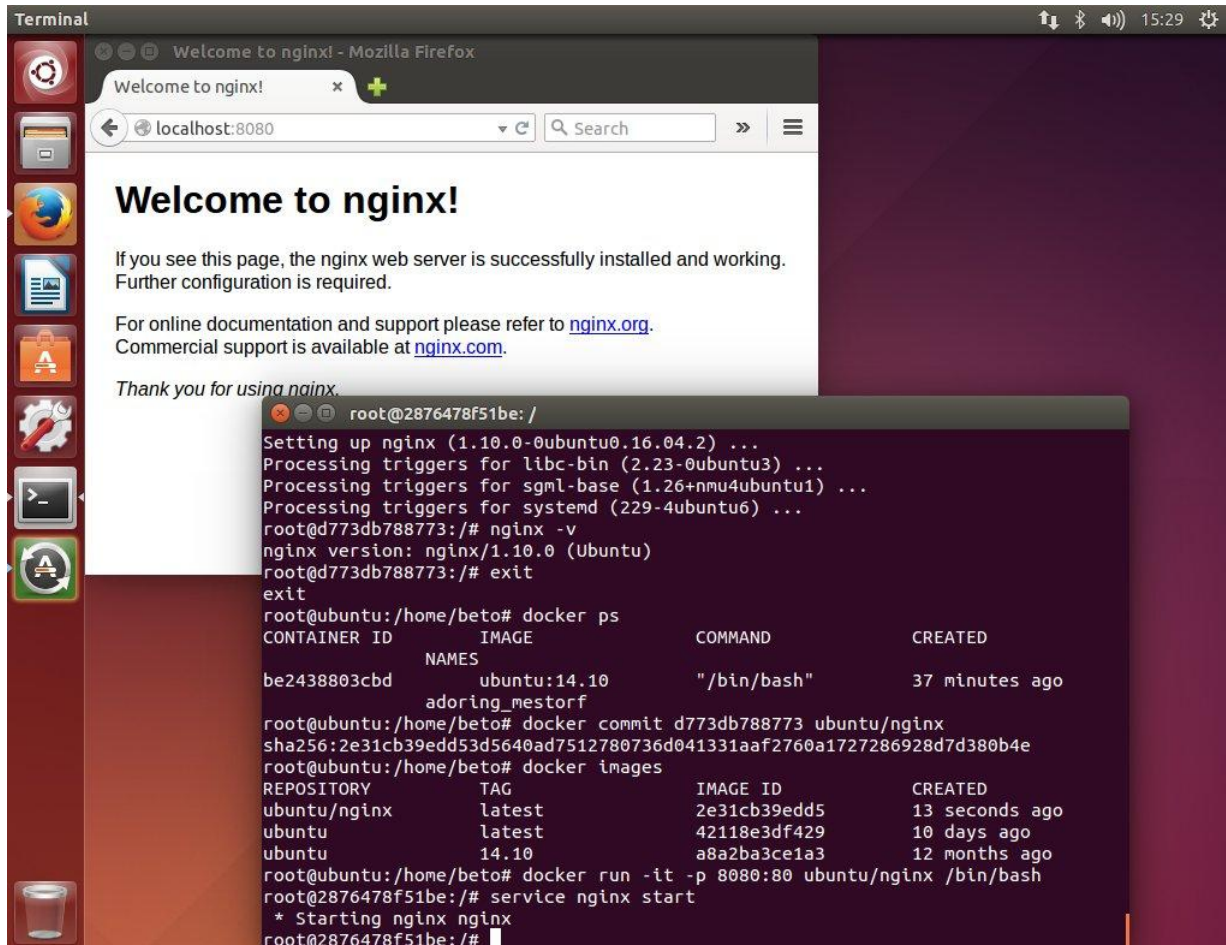 Terminal
15:29
Welcome to nginx! - Mozilla Firefox
Welcome to nginx!
localhost:8080
Search
Welcome to nginx!
If you see this page, the nginx web server is successfully installed and working.
Further configuration is required.
For online documentation and support please refer to nginx.org.
Commercial support is available at nginx.com.
Thank you for using nginx.
root@2876478f51be: /
Setting up nginx (1.10.0-0ubuntu0.16.04.2) ...
Processing triggers for libc-bin (2.23-0ubuntu3) ...
Processing triggers for sgml-base (1.26+nmu4ubuntu1) ...
Processing triggers for systemd (229-4ubuntu6) ...
root@d773db788773:/# nginx -v
nginx version: nginx/1.10.0 (Ubuntu)
root@d773db788773:/# exit
exit
root@ubuntu:/home/beto# docker ps
CONTAINER ID IMAGE COMMAND CREATED
NAMES
be2438803cbd ubuntu:14.10 "/bin/bash" 37 minutes ago
adoring_mestorf
root@ubuntu:/home/beto# docker commit d773db788773 ubuntu/nginx
sha256:2e31cb39edd53d5640ad7512780736d041331aaf2760a1727286928d7d380b4e
root@ubuntu:/home/beto# docker images
REPOSITORY TAG IMAGE ID CREATED
ubuntu/nginx latest 2e31cb39edd5 13 seconds ago
ubuntu latest 42118e3df429 10 days ago
ubuntu 14.10 a8a2ba3ce1a3 12 months ago
root@ubuntu:/home/beto# docker run -it -p 8080:80 ubuntu/nginx /bin/bash
root@2876478f51be:/# service nginx start
* Starting nginx nginx
root@2876478f51be:/#